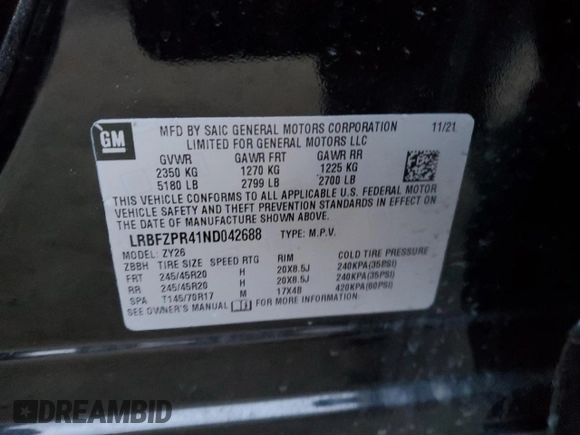 GM
MFD BY SAIC GENERAL MOTORS CORPORATION 11/21
LIMITED FOR GENERAL MOTORS LLC
GVWR GAWR FRT GAWR RR
2350 KG 1270 KG 1225 KG
5180 LB 2799 LB 2700 LB
THIS VEHICLE CONFORMS TO ALL APPLICABLE U.S. FEDERAL MOTOR
VEHICLE SAFETY AND THEFT PREVENTION STANDARDS IN EFFECT ON
THE DATE OF MANUFACTURE SHOWN ABOVE.
LRBFZPR41ND042688 TYPE: M.P.V.
MODEL: ZY26
ZBBH TIRE SIZE SPEED RTG RIM COLD TIRE PRESSURE
FRT 245/45R20 H 20X8.5J 240KPA(35PSI)
RR 245/45R20 H 20X8.5J 240KPA(35PSI)
SPA T145/70R17 M 17X4B 420KPA(60PSI)
SEE OWNER'S MANUAL FOR MORE INFORMATION
DREAMBID